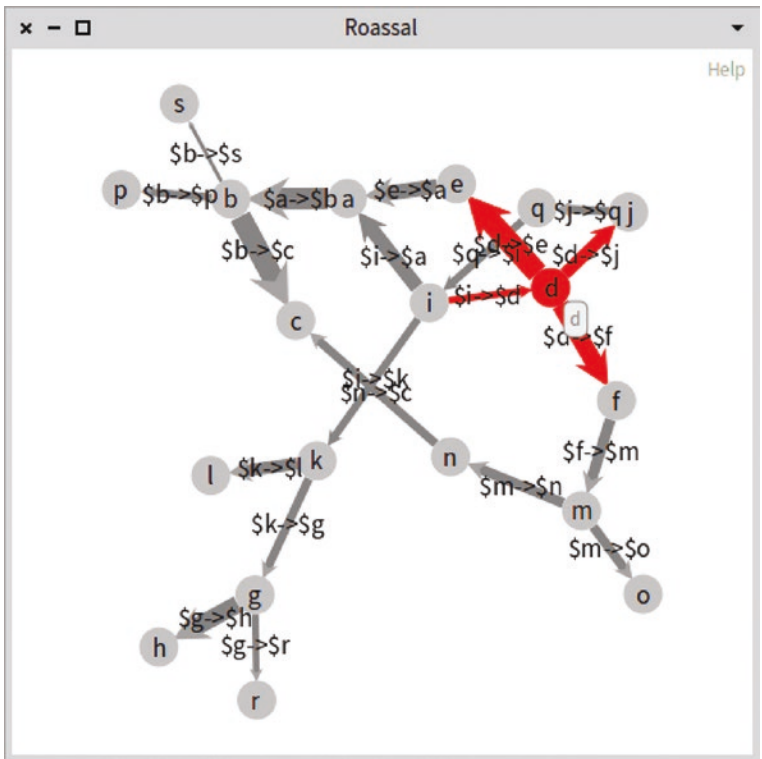 Roassal
Help
s
$b->$s
p
$b->$p
b
$a->$b
a
$e->$a
e
q
$j->$q
j
$b->$c
$i->$a
$q->$i
$d->$e
$d->$j
c
i
$i->$d
d
d
$d->$f
$i->$k
$n->$c
f
l
$k->$l
k
n
$f->$m
$m->$n
m
$k->$g
$m->$o
g
o
$g->$h
h
$g->$r
r